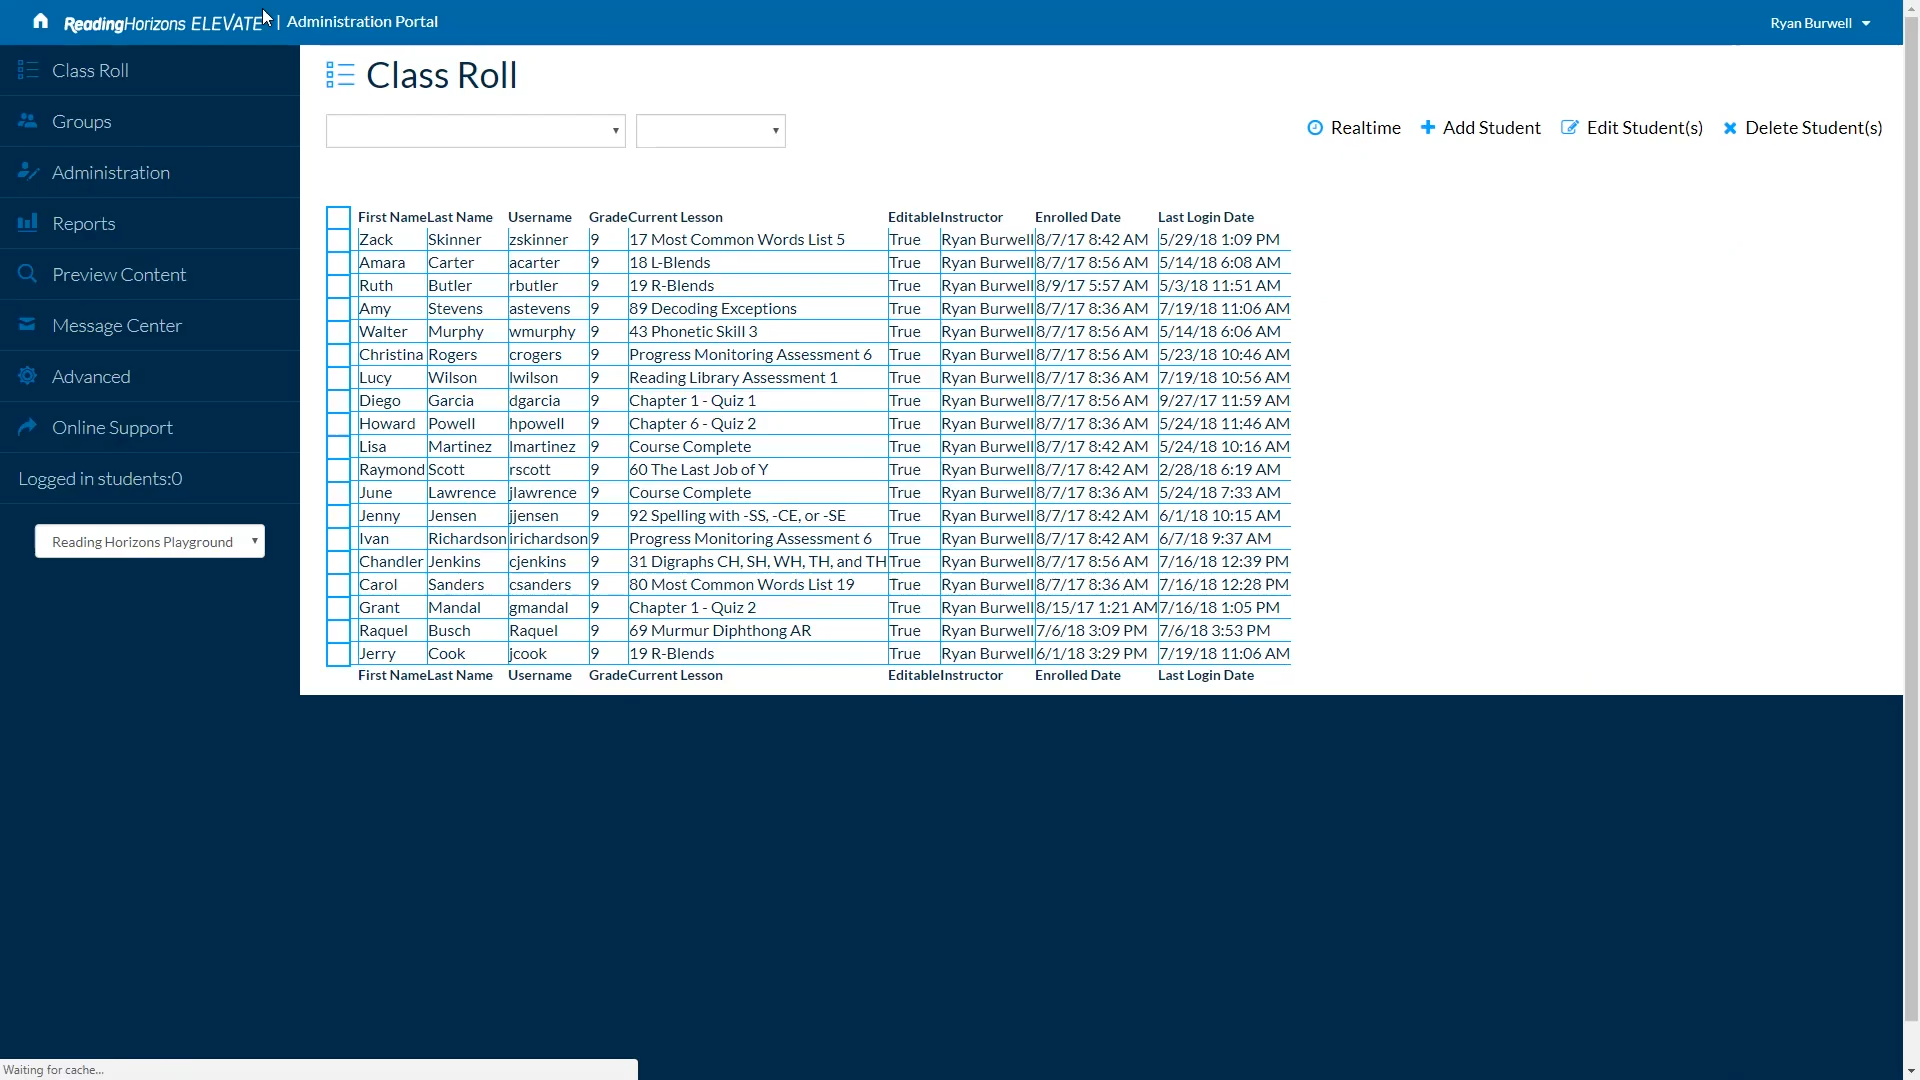 ReadingHorizons ELEVATE | Administration Portal
Ryan Burwell
Class Roll
Groups
Administration
Reports
Preview Content
Message Center
Advanced
Online Support
Logged in students:0
Reading Horizons Playground
Class Roll
Realtime Add Student Edit Student(s) Delete Student(s)
First Name Last Name Username Grade Current Lesson Editable Instructor Enrolled Date Last Login Date
Zack Skinner zskinner 9 17 Most Common Words List 5 True Ryan Burwell 8/7/17 8:42 AM 5/29/18 1:09 PM
Amara Carter acarter 9 18 L-Blends True Ryan Burwell 8/7/17 8:56 AM 5/14/18 6:08 AM
Ruth Butler rbutler 9 19 R-Blends True Ryan Burwell 8/9/17 5:57 AM 5/3/18 11:51 AM
Amy Stevens astevens 9 89 Decoding Exceptions True Ryan Burwell 8/7/17 8:36 AM 7/19/18 11:06 AM
Walter Murphy wmurphy 9 43 Phonetic Skill 3 True Ryan Burwell 8/7/17 8:56 AM 5/14/18 6:06 AM
Christina Rogers crogers 9 Progress Monitoring Assessment 6 True Ryan Burwell 8/7/17 8:56 AM 5/23/18 10:46 AM
Lucy Wilson lwilson 9 Reading Library Assessment 1 True Ryan Burwell 8/7/17 8:36 AM 7/19/18 10:56 AM
Diego Garcia dgarcia 9 Chapter 1 - Quiz 1 True Ryan Burwell 8/7/17 8:56 AM 9/27/17 11:59 AM
Howard Powell hpowell 9 Chapter 6 - Quiz 2 True Ryan Burwell 8/7/17 8:36 AM 5/24/18 11:46 AM
Lisa Martinez lmartinez 9 Course Complete True Ryan Burwell 8/7/17 8:42 AM 5/24/18 10:16 AM
Raymond Scott rscott 9 60 The Last Job of Y True Ryan Burwell 8/7/17 8:42 AM 2/28/18 6:19 AM
June Lawrence jlawrence 9 Course Complete True Ryan Burwell 8/7/17 8:36 AM 5/24/18 7:33 AM
Jenny Jensen jjensen 9 92 Spelling with -SS, -CE, or -SE True Ryan Burwell 8/7/17 8:42 AM 6/1/18 10:15 AM
Ivan Richardson irichardson 9 Progress Monitoring Assessment 6 True Ryan Burwell 8/7/17 8:42 AM 6/7/18 9:37 AM
Chandler Jenkins cjenkins 9 31 Digraphs CH, SH, WH, TH, and TH True Ryan Burwell 8/7/17 8:56 AM 7/16/18 12:39 PM
Carol Sanders csanders 9 80 Most Common Words List 19 True Ryan Burwell 8/7/17 8:36 AM 7/16/18 12:28 PM
Grant Mandal gmandal 9 Chapter 1 - Quiz 2 True Ryan Burwell 8/15/17 1:21 AM 7/16/18 1:05 PM
Raquel Busch Raquel 9 69 Murmur Diphthong AR True Ryan Burwell 7/6/18 3:09 PM 7/6/18 3:53 PM
Jerry Cook jcook 9 19 R-Blends True Ryan Burwell 6/1/18 3:29 PM 7/19/18 11:06 AM
First Name Last Name Username Grade Current Lesson Editable Instructor Enrolled Date Last Login Date
Waiting for cache...